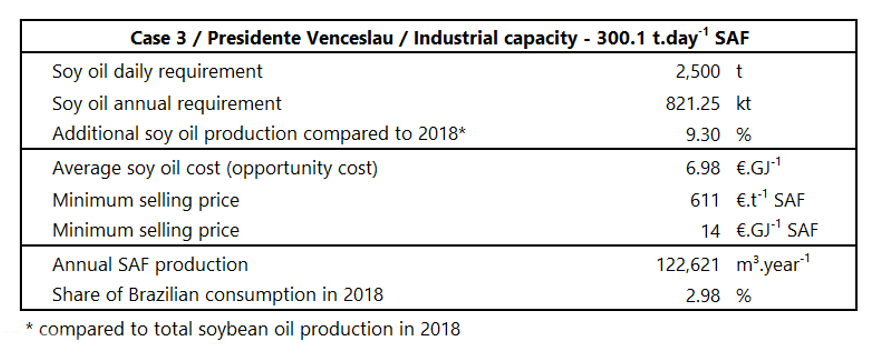 Case 3 / Presidente Venceslau / Industrial capacity - 300.1 t.day⁻¹ SAF
Soy oil daily requirement 2,500 t
Soy oil annual requirement 821.25 kt
Additional soy oil production compared to 2018* 9.30 %
Average soy oil cost (opportunity cost) 6.98 €.GJ⁻¹
Minimum selling price 611 €.t⁻¹ SAF
Minimum selling price 14 €.GJ⁻¹ SAF
Annual SAF production 122,621 m³.year⁻¹
Share of Brazilian consumption in 2018 2.98 %
* compared to total soybean oil production in 2018